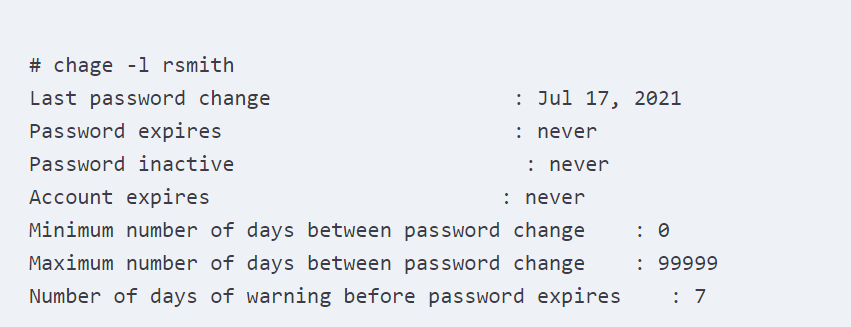 # chage -l rsmith
Last password change                    : Jul 17, 2021
Password expires                        : never
Password inactive                        : never
Account expires                        : never
Minimum number of days between password change    : 0
Maximum number of days between password change    : 99999
Number of days of warning before password expires    : 7